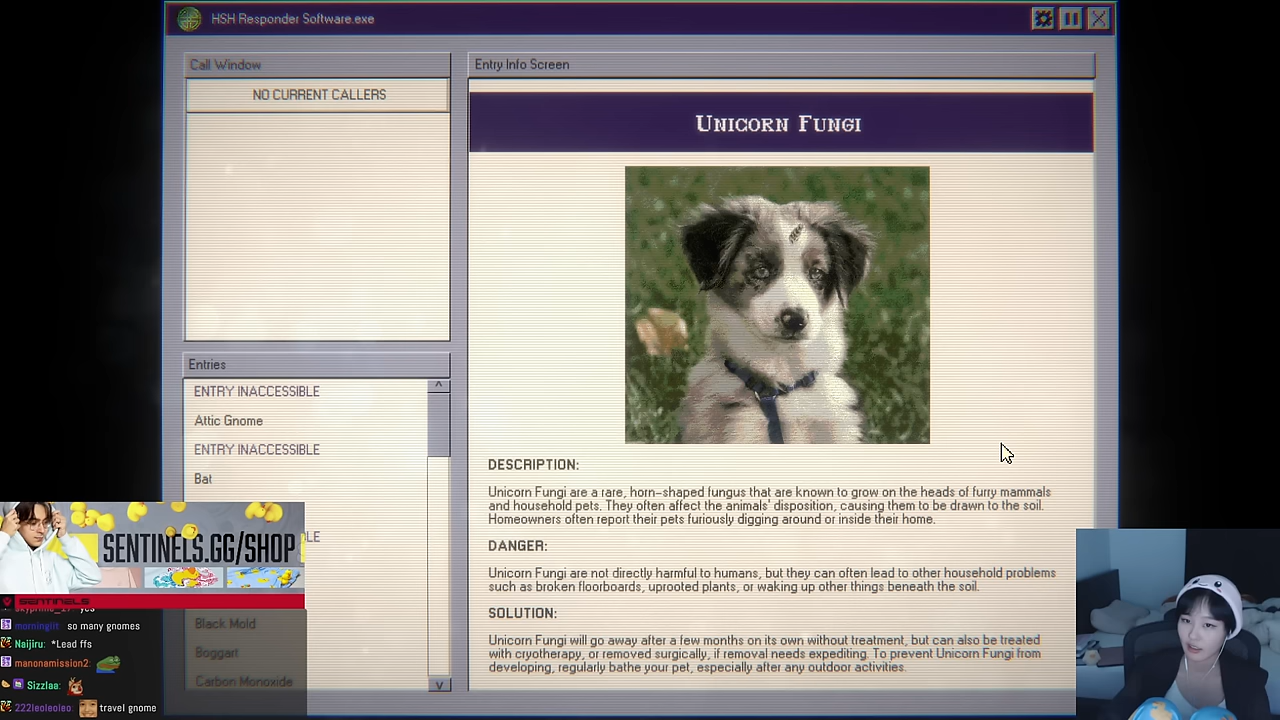 HSH Responder Software.exe
Call Window
NO CURRENT CALLERS
Entries
ENTRY INACCESSIBLE
Attic Gnome
ENTRY INACCESSIBLE
Bat
Black Mold
Boggart
Carbon Monoxide
Entry Info Screen
UNICORN FUNGI
DESCRIPTION:
Unicorn Fungi are a rare, horn-shaped fungus that are known to grow on the heads of furry mammals
and household pets. They often affect the animals' disposition, causing them to be drawn to the soil.
Homeowners often report their pets furiously digging around or inside their home.
DANGER:
Unicorn Fungi are not directly harmful to humans, but they can often lead to other household problems
such as broken floorboards, uprooted plants, or waking up other things beneath the soil.
SOLUTION:
Unicorn Fungi will go away after a few months on its own without treatment, but can also be treated
with cryotherapy, or removed surgically, if removal needs expediting. To prevent Unicorn Fungi from
developing, regularly bathe your pet, especially after any outdoor activities.
SENTINELS.GG/SHOP
SENTINELS
morningirt: so many gnomes
Naijiru: *Lead ffs
manonamission2:
Sizzlaa:
222leoleoleo: travel gnome